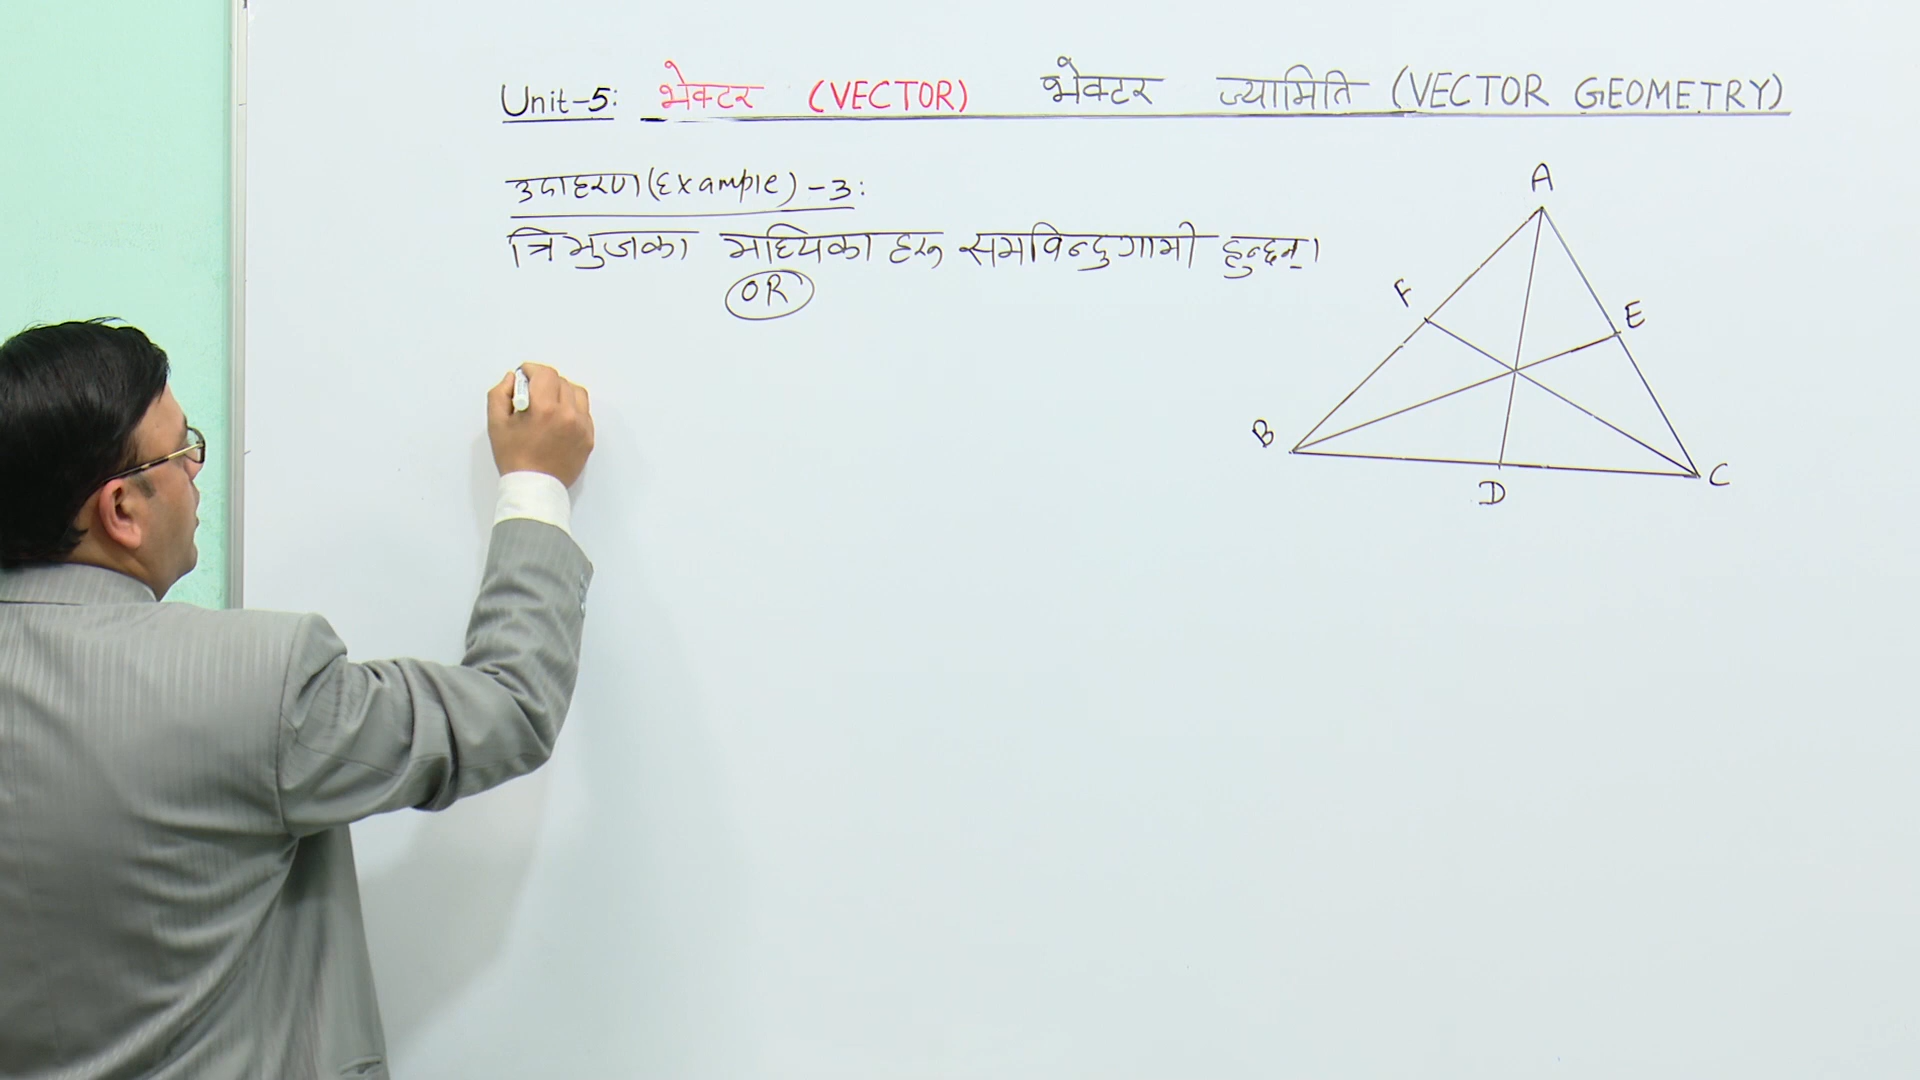 Unit-5: भेक्टर (VECTOR) भेक्टर ज्यामिति (VECTOR GEOMETRY)
उदाहरण (Example) -3:
त्रिभुजका मध्यिका हरू समविन्दुगामी हुन्छन्।
OR
A
F
E
B
C
D